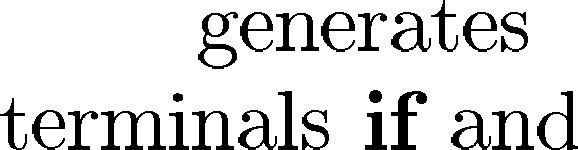 generates
terminals if and